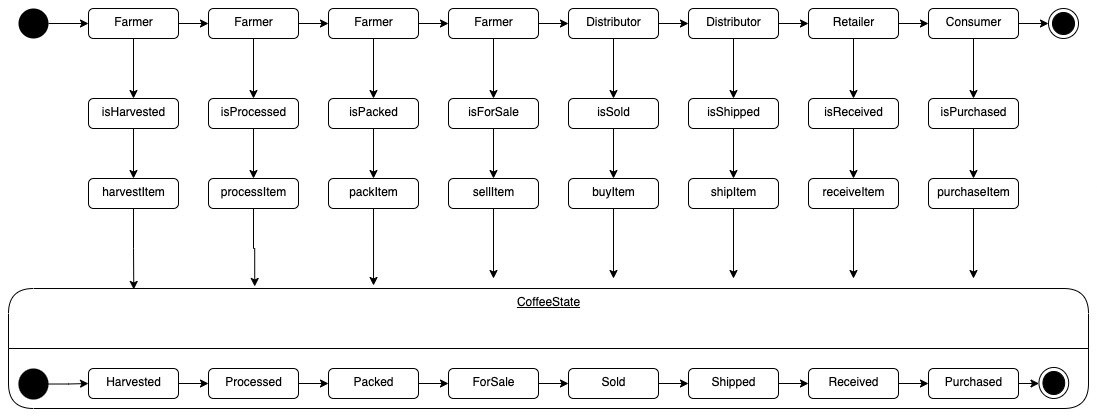 Farmer Farmer Farmer Farmer Distributor Distributor Retailer Consumer
isHarvested isProcessed isPacked isForSale isSold isShipped isReceived isPurchased
harvestItem processItem packItem sellItem buyItem shipItem receiveItem purchaseItem
CoffeeState
Harvested Processed Packed ForSale Sold Shipped Received Purchased